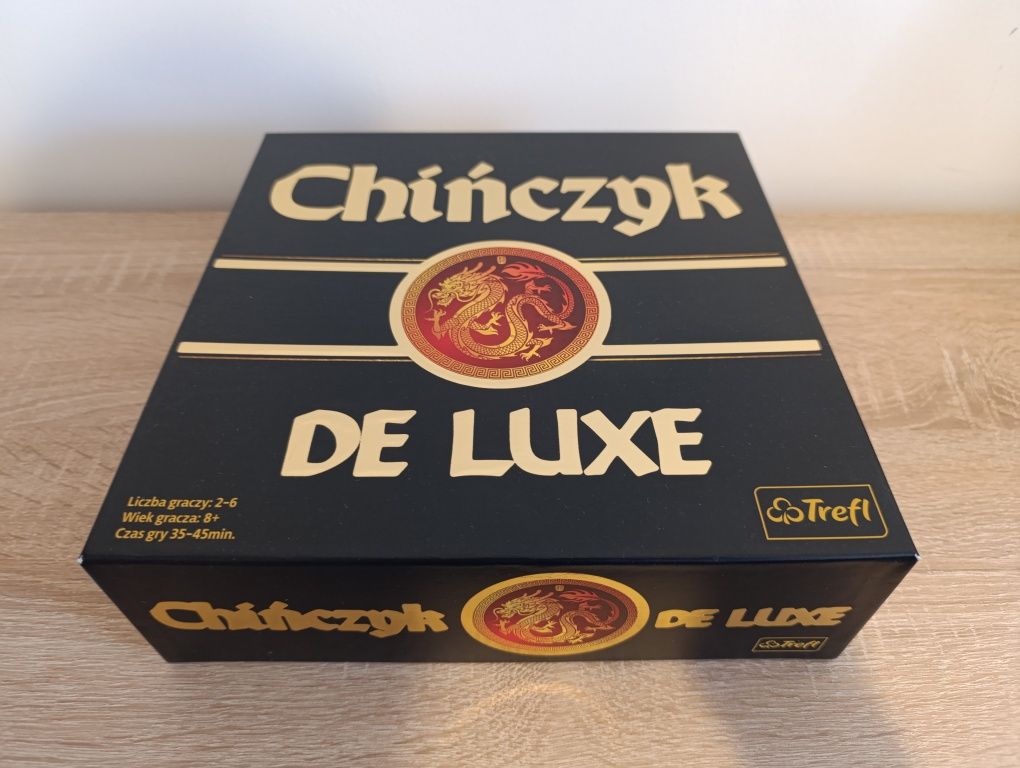 Chińczyk
DE LUXE
Liczba graczy: 2-6
Wiek gracza: 8+
Czas gry 35-45min.
Trefl
Chińczyk DE LUXE
Trefl